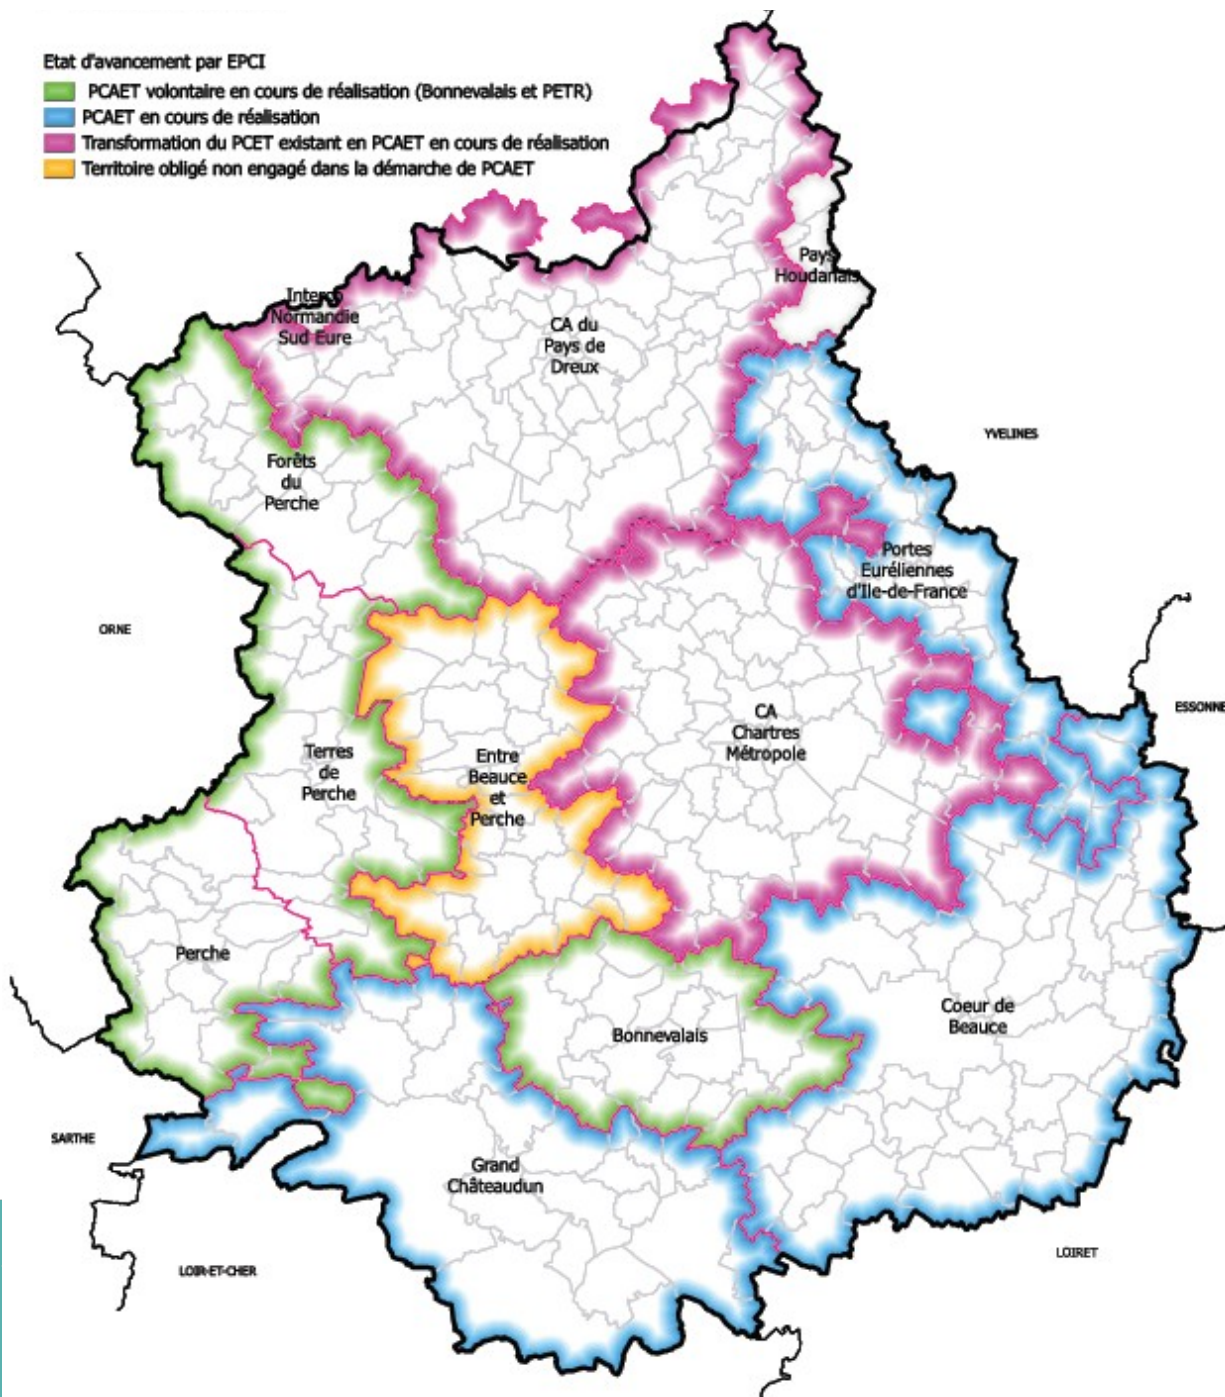 Etat d'avancement par EPCI
PCAET volontaire en cours de réalisation (Bonnevalais et PETR)
PCAET en cours de réalisation
Transformation du PCET existant en PCAET en cours de réalisation
Territoire obligé non engagé dans la démarche de PCAET
Pays
Houdanais
Interco
Normandie
Sud Eure
CA du
Pays de
Dreux
YVELINES
Forêts
du
Perche
Portes
Euréliennes
d'Ile-de-France
ORNE
ESSONNE
CA
Chartres
Métropole
Terres
de
Perche
Entre
Beauce
et
Perche
Perche
Coeur de
Beauce
Bonnevalais
SARTHE
Grand
Châteaudun
LOIR-ET-CHER
LOIRET